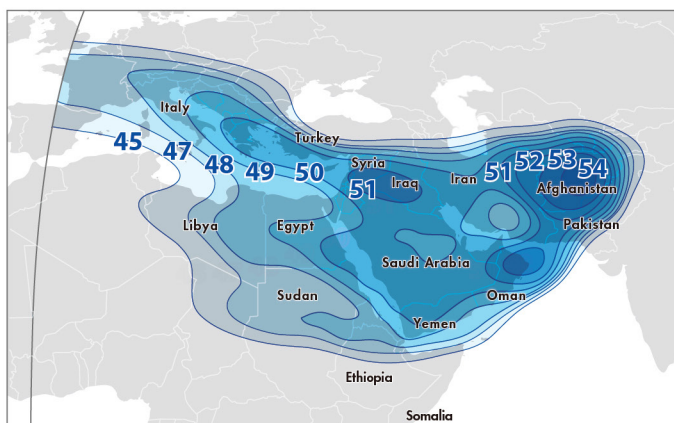 Italy
Turkey
45
47
48
49
50
51
Syria
Iraq
Iran
51
52
53
54
Afghanistan
Libya
Egypt
Pakistan
Saudi Arabia
Sudan
Oman
Yemen
Ethiopia
Somalia